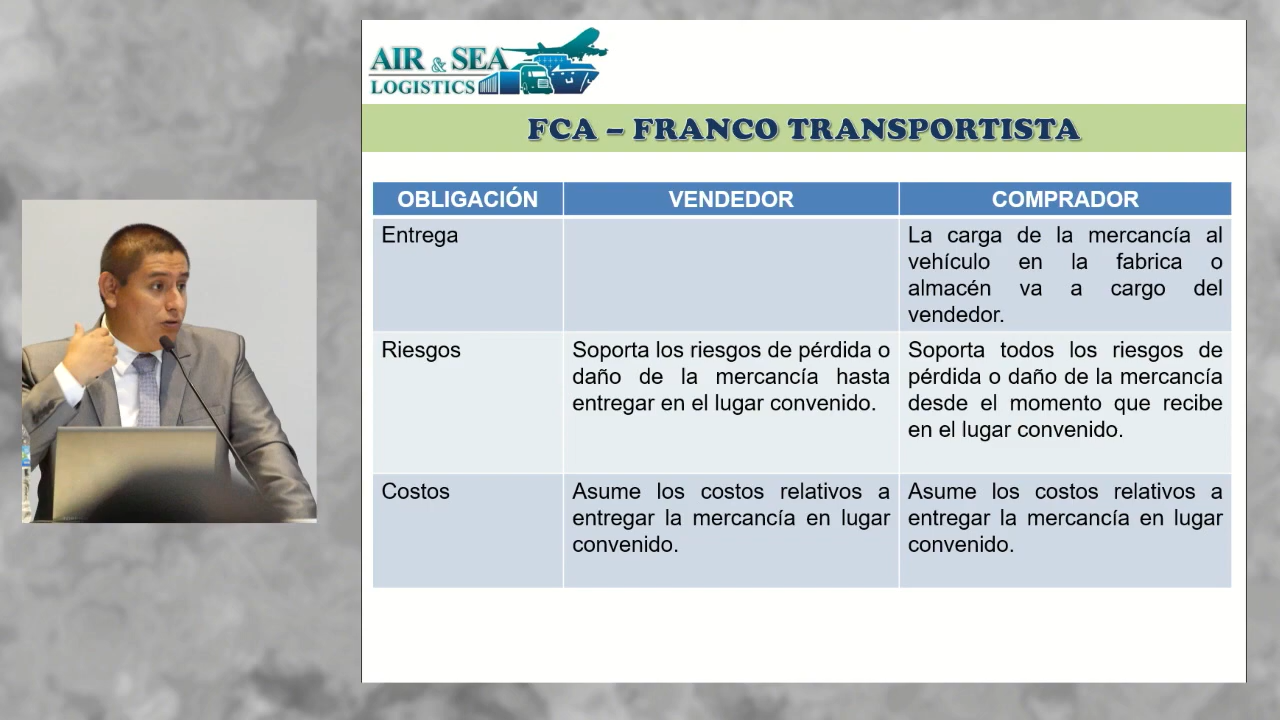 AIR & SEA
LOGISTICS
FCA – FRANCO TRANSPORTISTA
OBLIGACIÓN
VENDEDOR
COMPRADOR
Entrega
La carga de la mercancía al
vehículo en la fabrica o
almacén va a cargo del
vendedor.
Riesgos
Soporta los riesgos de pérdida o
daño de la mercancía hasta
entregar en el lugar convenido.
Soporta todos los riesgos de
pérdida o daño de la mercancía
desde el momento que recibe
en el lugar convenido.
Costos
Asume los costos relativos a
entregar la mercancía en lugar
convenido.
Asume los costos relativos a
entregar la mercancía en lugar
convenido.